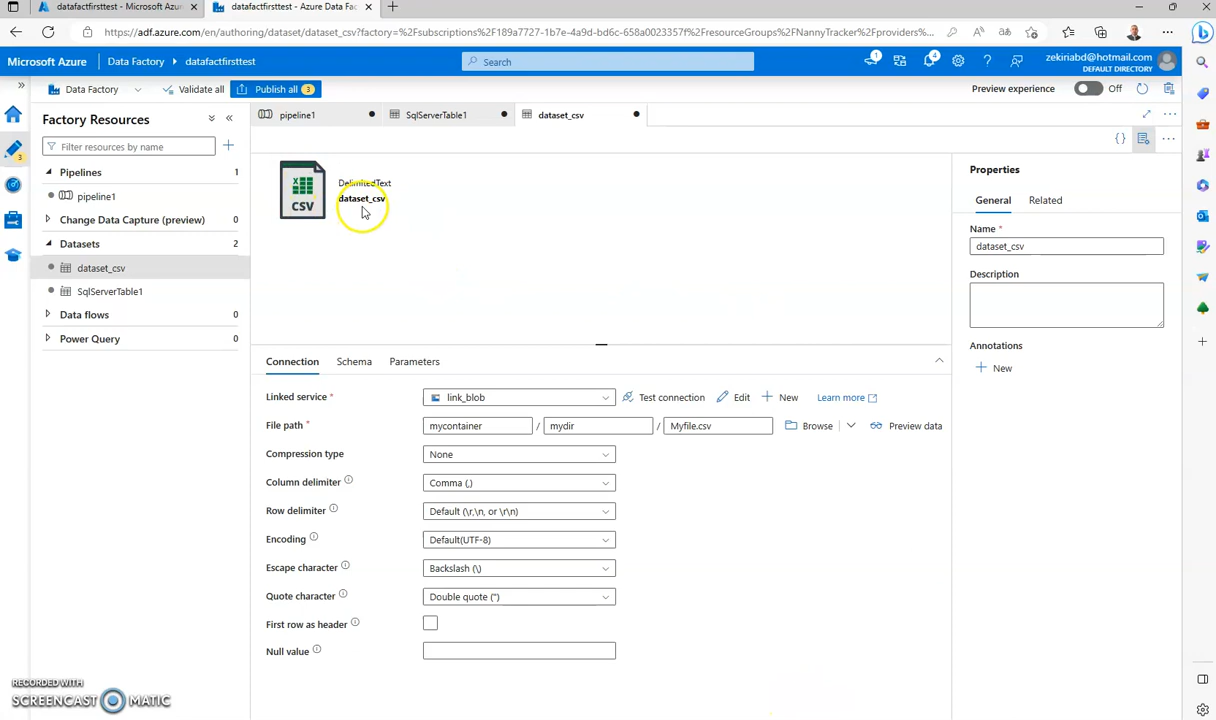 datafactfirsttest - Microsoft Azu
datafactfirsttest - Azure Data Fa
https://adf.azure.com/en/authoring/dataset/dataset_csv?factory=%2Fsubscriptions%2F189a7727-1b7e-4a9d-bd6c-658a0023357f%2FresourceGroups%2FNannyTracker%2Fproviders%...
Microsoft Azure
Data Factory
datafactfirsttest
Search
1
4
zekiriabd@hotmail.com
DEFAULT DIRECTORY
Data Factory
Validate all
Publish all
3
Preview experience
Off
Factory Resources
pipeline1
SqlServerTable1
dataset_csv
Filter resources by name
3
Pipelines 1
pipeline1
Change Data Capture (preview) 0
Datasets 2
dataset_csv
SqlServerTable1
Data flows 0
Power Query 0
CSV
DelimitedText
dataset_csv
Properties
General
Related
Name *
dataset_csv
Description
Annotations
New
Connection
Schema
Parameters
Linked service *
link_blob
Test connection
Edit
New
Learn more
File path *
mycontainer / mydir / Myfile.csv
Browse
Preview data
Compression type
None
Column delimiter
Comma (,)
Row delimiter
Default (\r,\n, or \r\n)
Encoding
Default(UTF-8)
Escape character
Backslash (\)
Quote character
Double quote (")
First row as header
Null value
RECORDED WITH
SCREENCAST MATIC